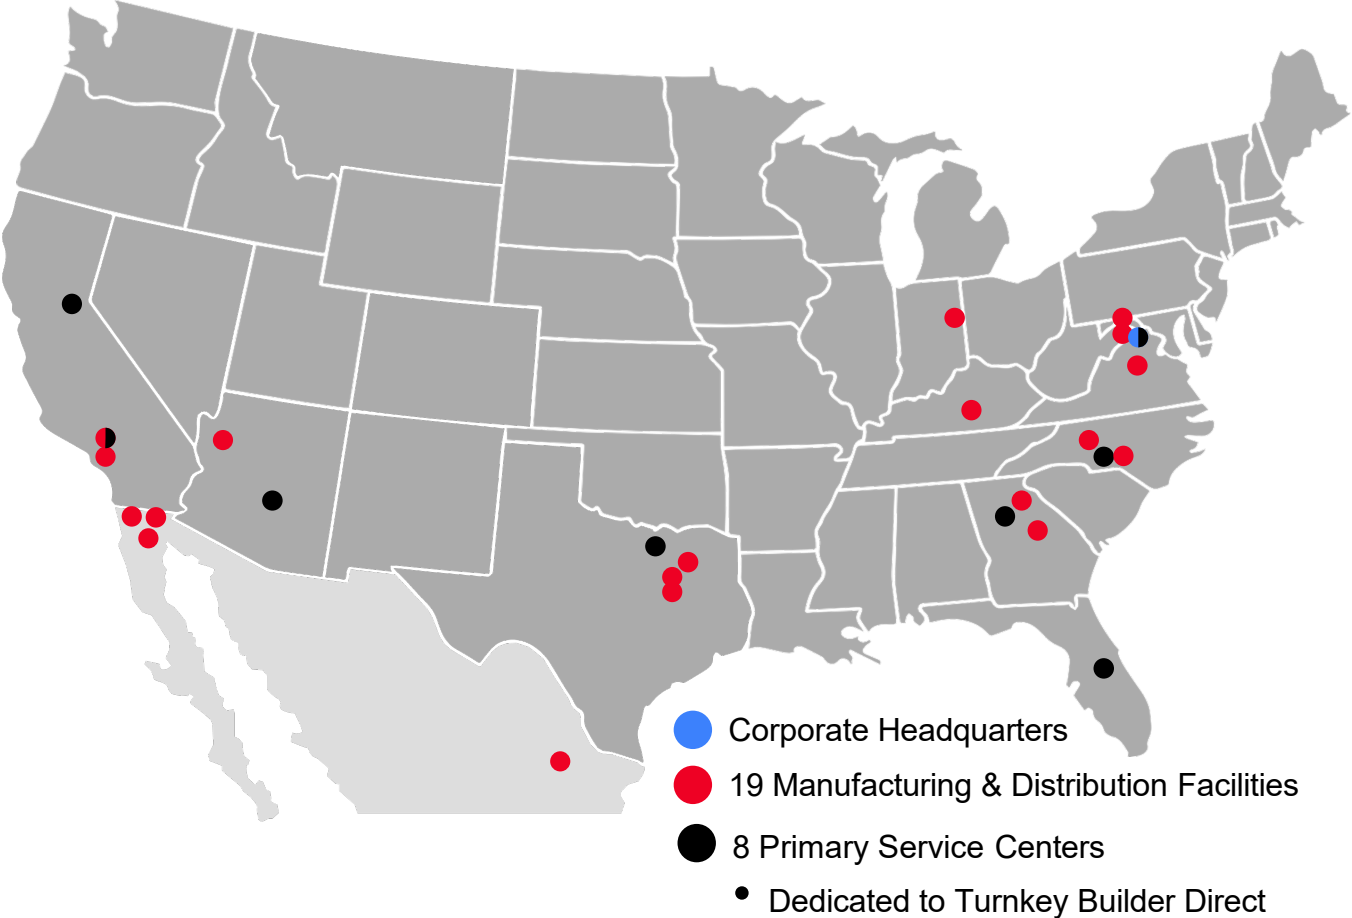 Corporate Headquarters
19 Manufacturing & Distribution Facilities
8 Primary Service Centers
Dedicated to Turnkey Builder Direct